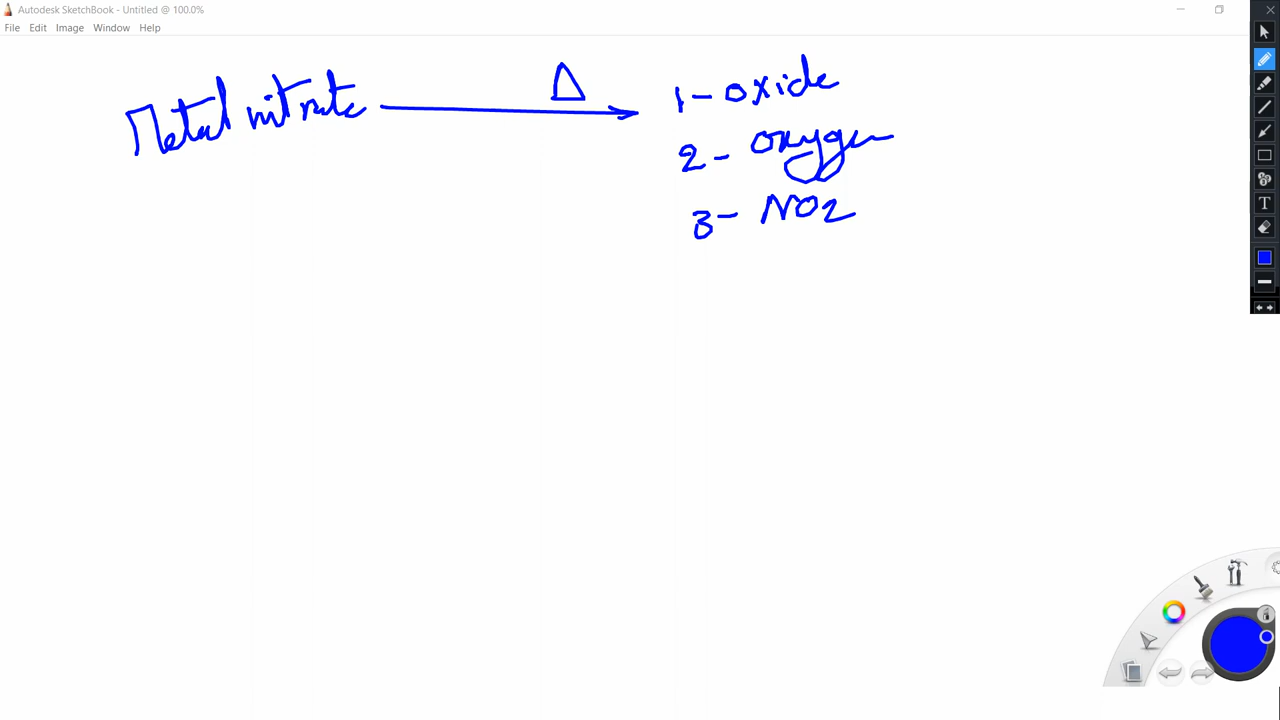 Autodesk SketchBook - Untitled @ 100.0%
File Edit Image Window Help
Metal nitrate Δ 1- oxide
2- oxygen
3- NO2